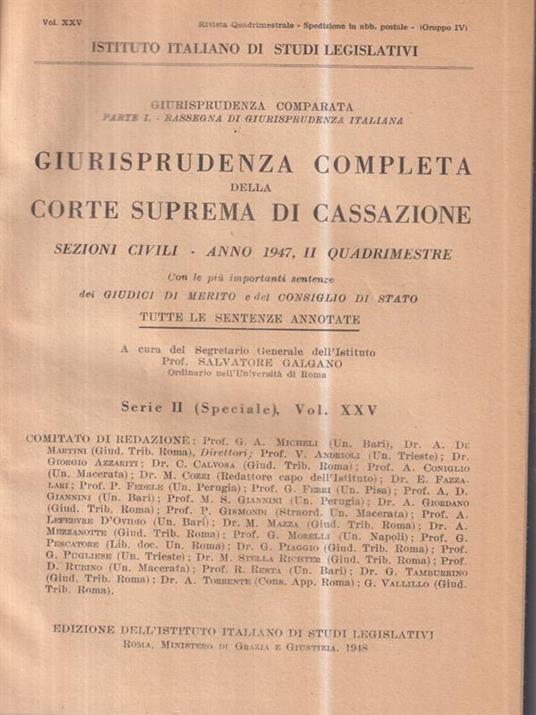 Vol. XXV
Rivista Quadrimestrale - Spedizione in abb. postale - (Gruppo IV)
ISTITUTO ITALIANO DI STUDI LEGISLATIVI
GIURISPRUDENZA COMPARATA
PARTE I. - RASSEGNA DI GIURISPRUDENZA ITALIANA
GIURISPRUDENZA COMPLETA
DELLA
CORTE SUPREMA DI CASSAZIONE
SEZIONI CIVILI - ANNO 1947, II QUADRIMESTRE
Con le più importanti sentenze
dei GIUDICI DI MERITO e del CONSIGLIO DI STATO
TUTTE LE SENTENZE ANNOTATE
A cura del Segretario Generale dell'Istituto
Prof. SALVATORE GALGANO
Ordinario nell'Università di Roma
Serie II (Speciale), Vol. XXV
COMITATO DI REDAZIONE: Prof. G. A. MICHELI (Un. Bari), Dr. A. DE
MARTINI (Giud. Trib. Roma), Direttori; Prof. V. ANDRIOLI (Un. Trieste); Dr.
GIORGIO AZZARITI; Dr. C. CALVOSA (Giud. Trib. Roma); Prof. A. CONIGLIO
(Un. Macerata); Dr. M. COZZI (Redattore capo dell'Istituto); Dr. E. FAZZA-
LARI; Prof. P. FEDELE (Un. Perugia); Prof. G. FERRI (Un. Pisa); Prof. A. D.
GIANNINI (Un. Bari); Prof. M. S. GIANNINI (Un. Perugia); Dr. A. GIORDANO
(Giud. Trib. Roma); Prof. P. GISMONDI (Straord. Un. Macerata); Prof. A.
LEFEBVRE D'OVIDIO (Un. Bari); Dr. M. MAZZA (Giud. Trib. Roma); Dr. A.
MEZZANOTTE (Giud. Trib. Roma); Prof. G. MORELLI (Un. Napoli); Prof. G.
PESCATORE (Lib. doc. Un. Roma); Dr. G. PIAGGIO (Giud. Trib. Roma); Prof.
G. PUGLIESE (Un. Trieste); Dr. M. STELLA RICHTER (Giud. Trib. Roma); Prof.
D. RUBINO (Un. Macerata); Prof. R. RESTA (Un. Bari); Dr. G. TAMBURRINO
(Giud. Trib. Roma); Dr. A. TORRENTE (Cons. App. Roma); G. VALLILLO (Giud.
Trib. Roma).
EDIZIONE DELL'ISTITUTO ITALIANO DI STUDI LEGISLATIVI
ROMA, MINISTERO DI GRAZIA E GIUSTIZIA, 1948